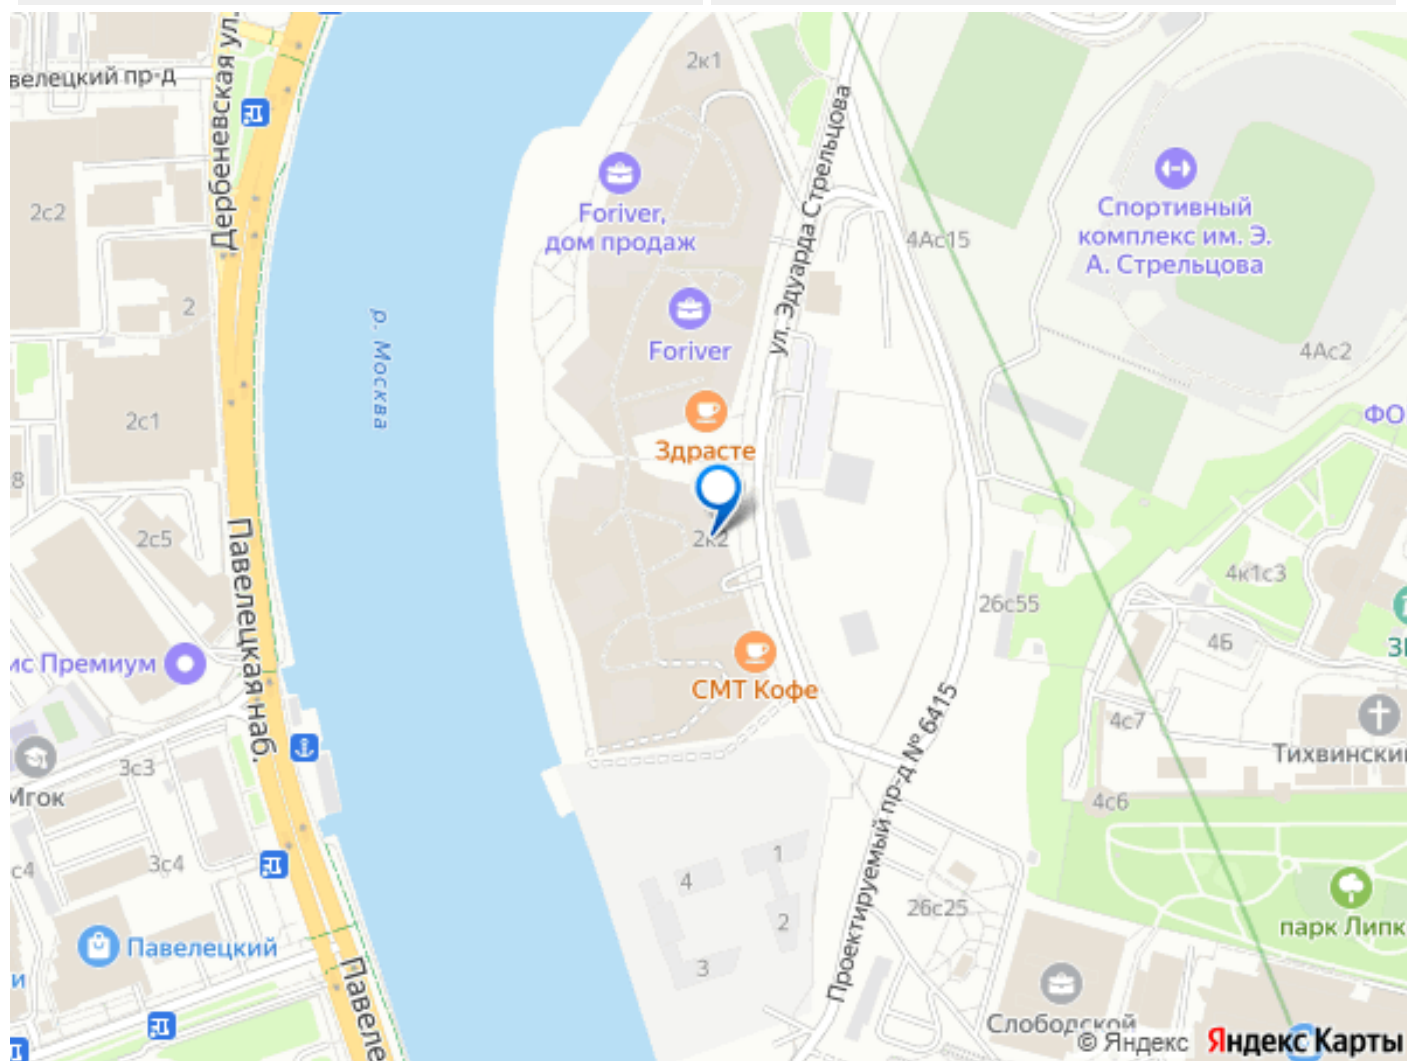 Дербеневская ул.
велецкий пр-д
2к1
ул. Эдуарда Стрельцова
Foriver,
дом продаж
Спортивный
комплекс им. Э.
А. Стрельцова
4Ас15
2с2
2
р. Москва
Foriver
4Ас2
2с1
ФО
Здрасте
8
2к2
2с5
Павелецкая наб.
4к1с3
26с55
4Б
ЗІ
ис Премиум
СМТ Кофе
4с7
Тихвински
3с3
Мгок
4с6
Проектируемый пр-д № 6415
1
3с4
с4
4
2
26с25
парк Липк
Павелецкий
3
и
Павеле
Слободской
© Яндекс
Яндекс Карты